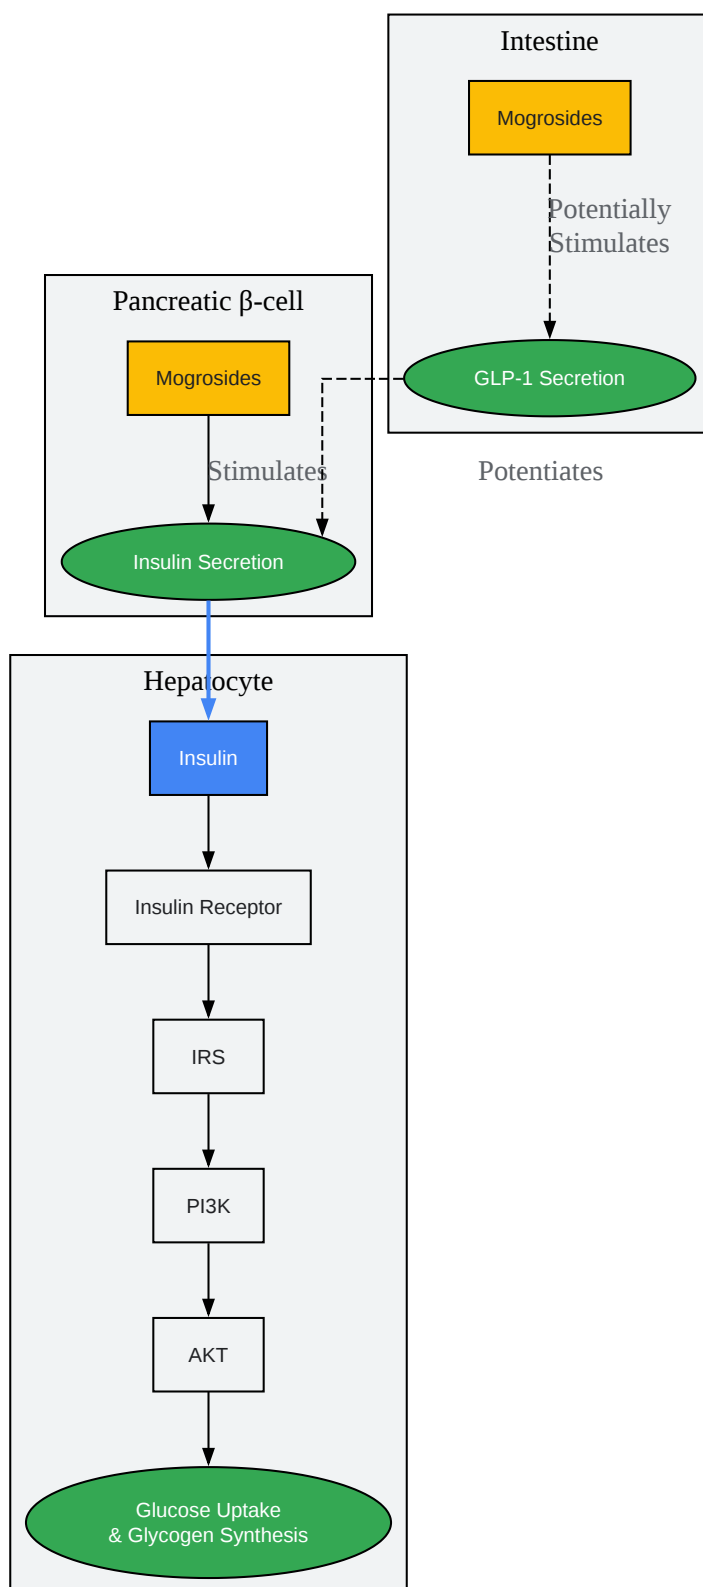 Intestine
Mogrosides
Potentially
Stimulates
GLP-1 Secretion
Potentiates
Pancreatic β-cell
Mogrosides
Stimulates
Insulin Secretion
Hepatocyte
Insulin
Insulin Receptor
IRS
PI3K
AKT
Glucose Uptake
& Glycogen Synthesis